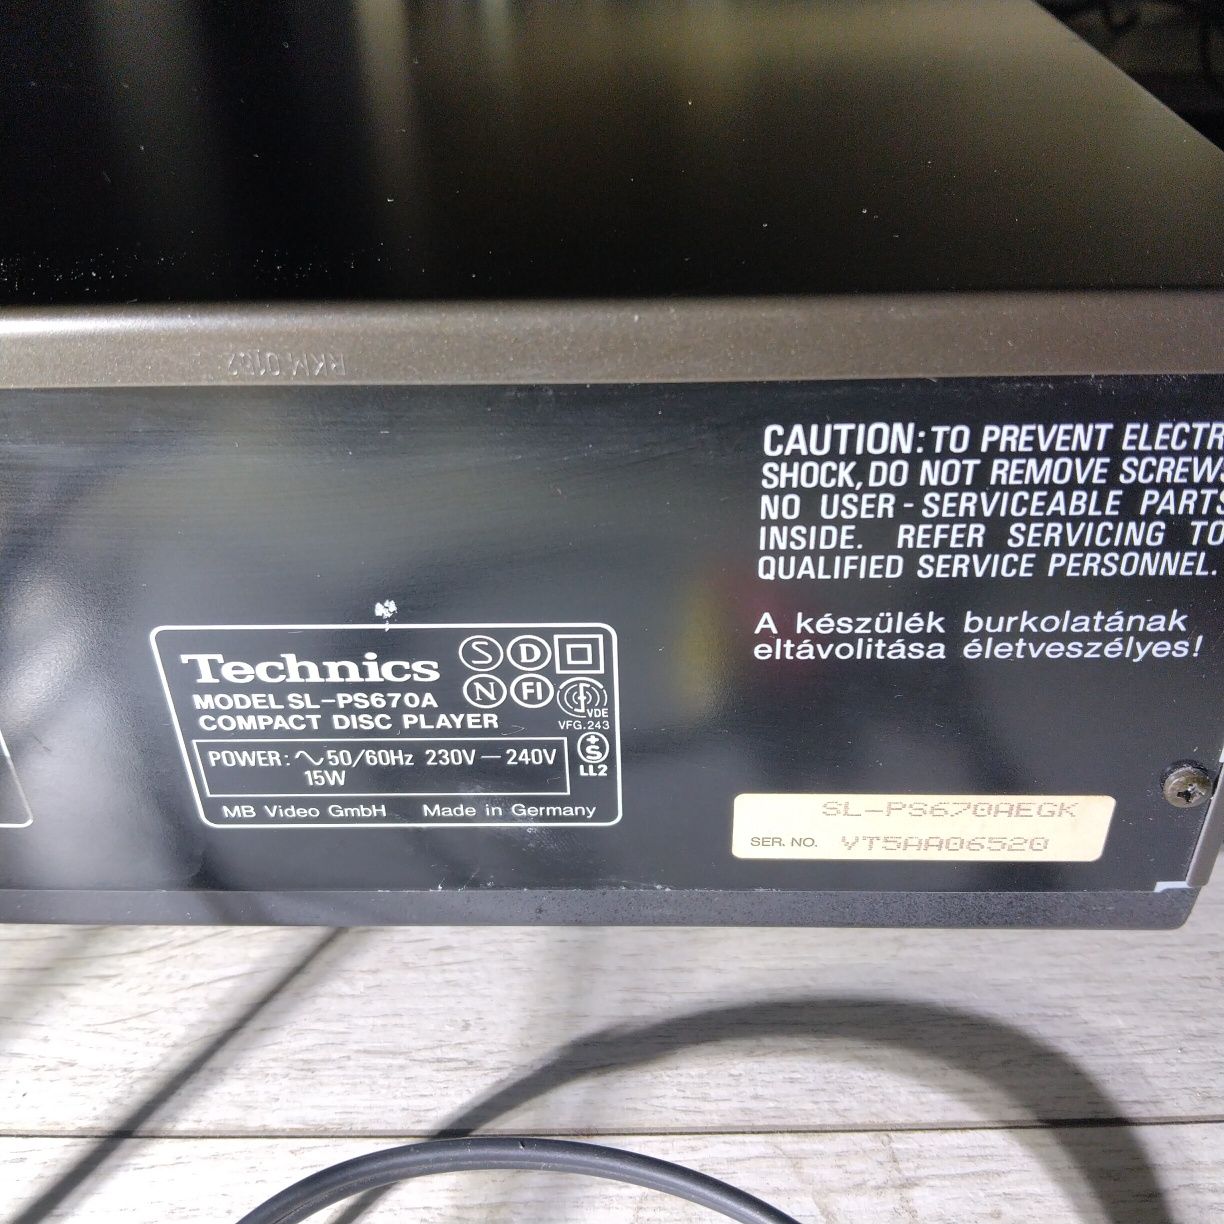 RKM 0182
CAUTION: TO PREVENT ELECTR
SHOCK, DO NOT REMOVE SCREWS
NO USER-SERVICEABLE PARTS
INSIDE. REFER SERVICING TO
QUALIFIED SERVICE PERSONNEL.
A készülék burkolatának
eltávolitása életveszélyes!
Technics
MODEL SL-PS670A
COMPACT DISC PLAYER
S D
N FI
VDE
VFG.243
S
LL2
POWER: ∿ 50/60Hz 230V – 240V
15W
MB Video GmbH Made in Germany
SL-PS670AEGK
SER. NO. VT5AA06520